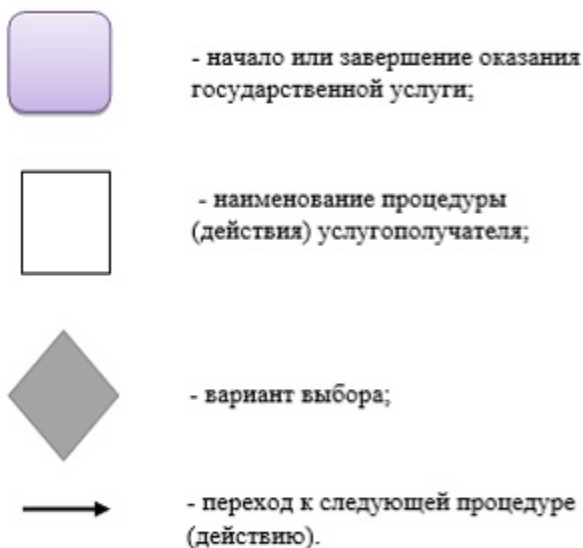 - начало или завершение оказания
государственной услуги;
- наименование процедуры
(действия) услугополучателя;
- вариант выбора;
- переход к следующей процедуре
(действию).